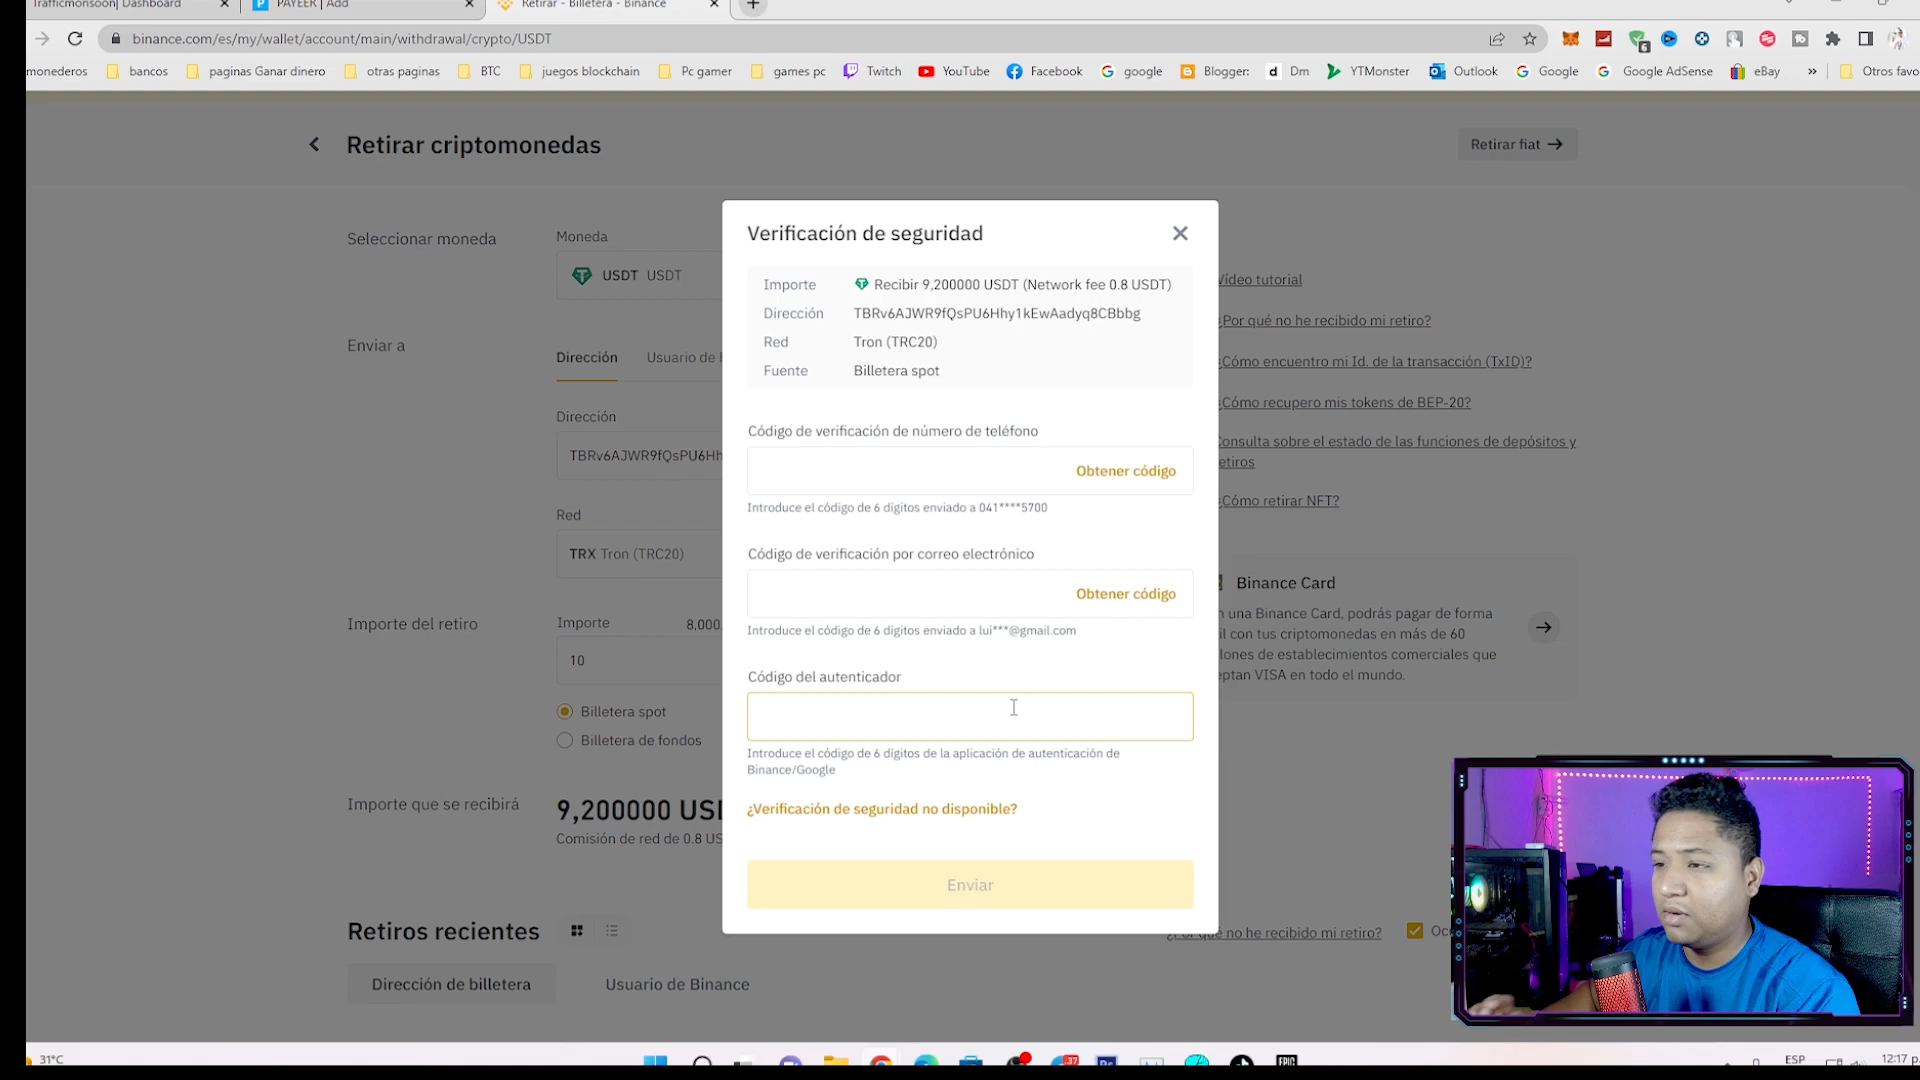 Trafficmonsoon| Dashboard
PAYEER | Add
Retirar - Billetera - Binance
binance.com/es/my/wallet/account/main/withdrawal/crypto/USDT
6
monederos
bancos
paginas Ganar dinero
otras paginas
BTC
juegos blockchain
Pc gamer
games pc
Twitch
YouTube
Facebook
google
Blogger:
d Dm
YTMonster
Outlook
Google
Google AdSense
eBay
»
Otros favo
Retirar criptomonedas
Retirar fiat
Seleccionar moneda
Moneda
USDT USDT
Enviar a
Dirección
Usuario de
Dirección
TBRv6AJWR9fQsPU6Hh
Red
TRX Tron (TRC20)
Importe del retiro
Importe
8,000
10
Billetera spot
Billetera de fondos
Importe que se recibirá
9,200000
Comisión de red de 0.8
Verificación de seguridad
Importe
Recibir 9,200000 USDT (Network fee 0.8 USDT)
Dirección
TBRv6AJWR9fQsPU6Hhy1kEwAadyq8CBbbg
Red
Tron (TRC20)
Fuente
Billetera spot
Código de verificación de número de teléfono
Obtener código
Introduce el código de 6 dígitos enviado a 041****5700
Código de verificación por correo electrónico
Obtener código
Introduce el código de 6 dígitos enviado a lui***@gmail.com
Código del autenticador
Introduce el código de 6 dígitos de la aplicación de autenticación de
Binance/Google
¿Verificación de seguridad no disponible?
Enviar
Vídeo tutorial
¿Por qué no he recibido mi retiro?
¿Cómo encuentro mi Id. de la transacción (TxID)?
¿Cómo recupero mis tokens de BEP-20?
Consulta sobre el estado de las funciones de depósitos y
etiros
¿Cómo retirar NFT?
Binance Card
n una Binance Card, podrás pagar de forma
il con tus criptomonedas en más de 60
lones de establecimientos comerciales que
eptan VISA en todo el mundo.
Retiros recientes
¿Por qué no he recibido mi retiro?
Dirección de billetera
Usuario de Binance
31°C
37
EPIC
ESP
12:17 p.